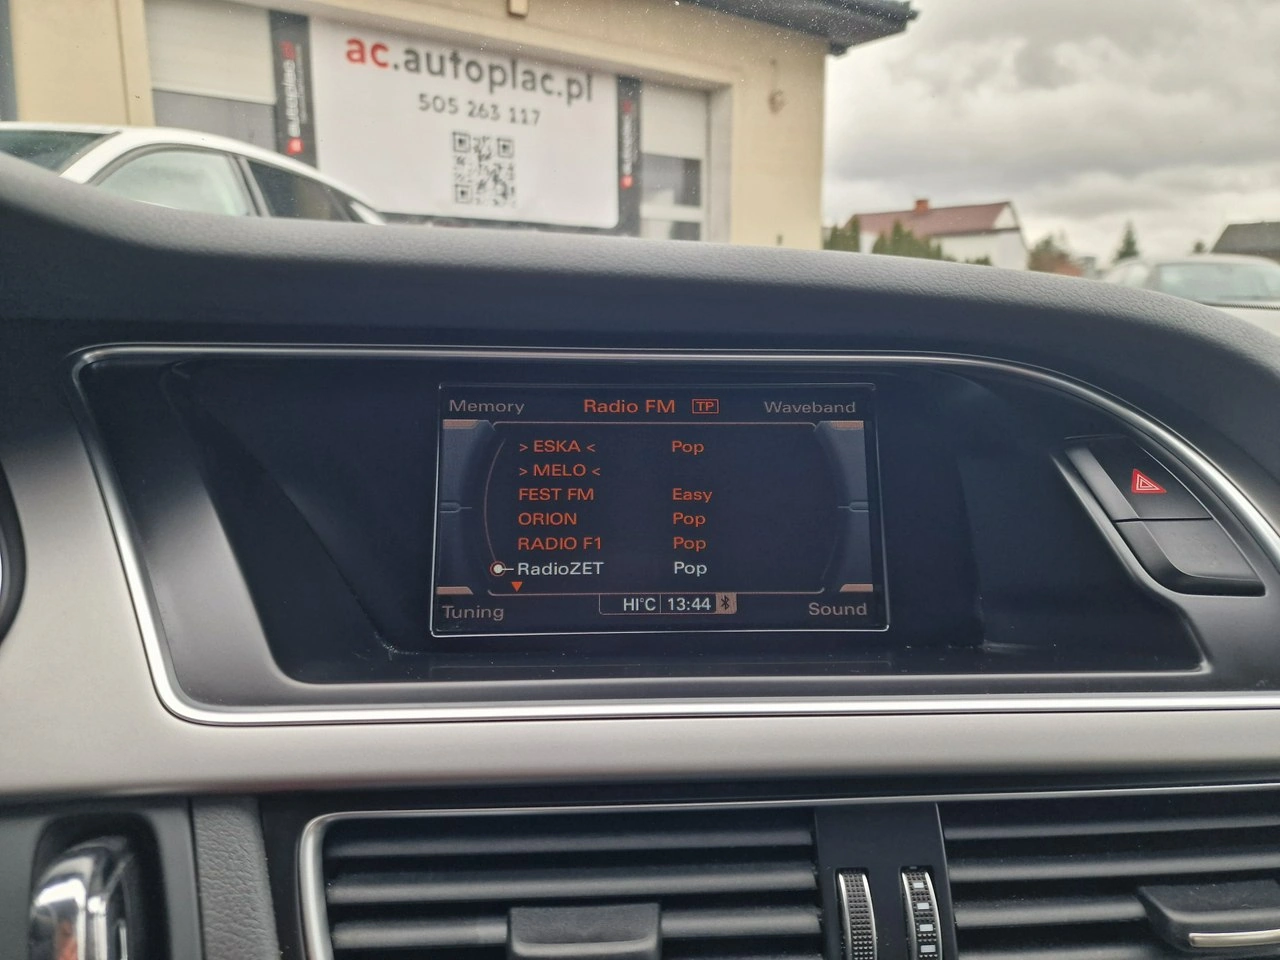 ac.autoplac.pl
505 263 117
autoplac
Memory Radio FM TP Waveband
> ESKA < Pop
> MELO <
FEST FM Easy
ORION Pop
RADIO F1 Pop
RadioZET Pop
Tuning HI°C 13:44 Sound